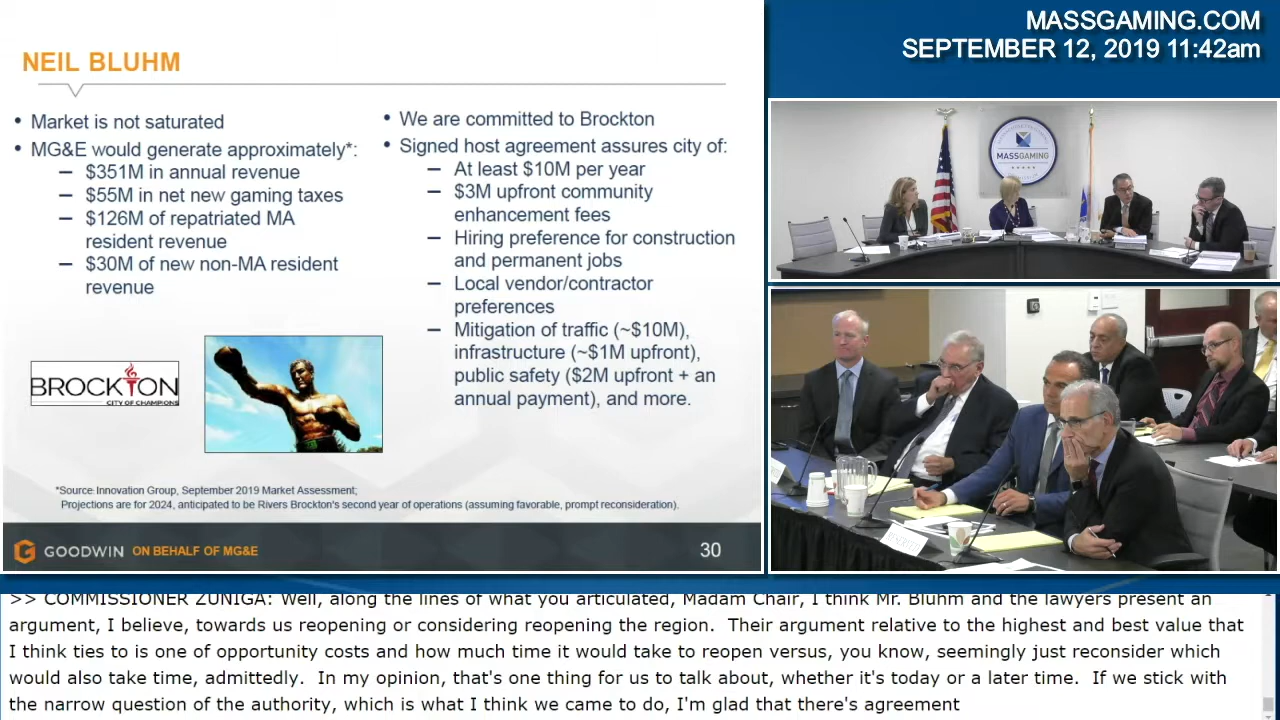 NEIL BLUHM
• Market is not saturated
• MG&E would generate approximately*:
– $351M in annual revenue
– $55M in net new gaming taxes
– $126M of repatriated MA
resident revenue
– $30M of new non-MA resident
revenue
• We are committed to Brockton
• Signed host agreement assures city of:
– At least $10M per year
– $3M upfront community
enhancement fees
– Hiring preference for construction
and permanent jobs
– Local vendor/contractor
preferences
– Mitigation of traffic (~$10M),
infrastructure (~$1M upfront),
public safety ($2M upfront + an
annual payment), and more.
BROCKTON
CITY OF CHAMPIONS
*Source: Innovation Group, September 2019 Market Assessment;
Projections are for 2024, anticipated to be Rivers Brockton's second year of operations (assuming favorable, prompt reconsideration).
GOODWIN ON BEHALF OF MG&E
30
MASSGAMING.COM
SEPTEMBER 12, 2019 11:42am
MASSGAMING
>> COMMISSIONER ZUNIGA: Well, along the lines of what you articulated, Madam Chair, I think Mr. Bluhm and the lawyers present an
argument, I believe, towards us reopening or considering reopening the region. Their argument relative to the highest and best value that
I think ties to is one of opportunity costs and how much time it would take to reopen versus, you know, seemingly just reconsider which
would also take time, admittedly. In my opinion, that's one thing for us to talk about, whether it's today or a later time. If we stick with
the narrow question of the authority, which is what I think we came to do, I'm glad that there's agreement